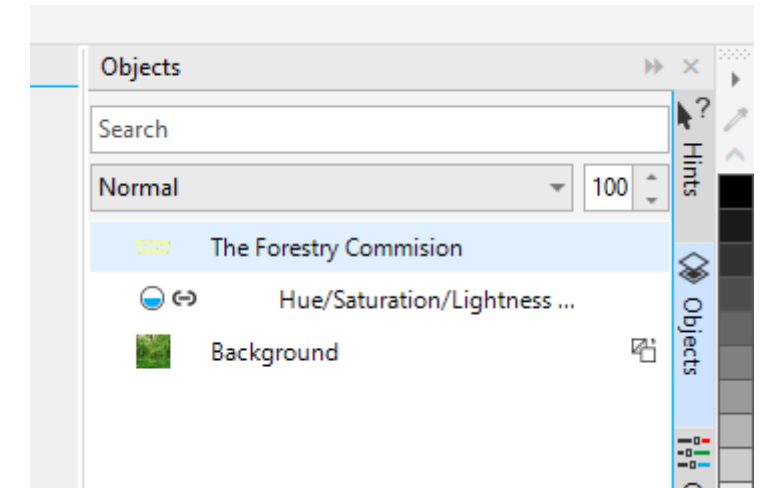 Objects
Search
Normal
100
The Forestry Commision
Hue/Saturation/Lightness ...
Background
Hints
Objects